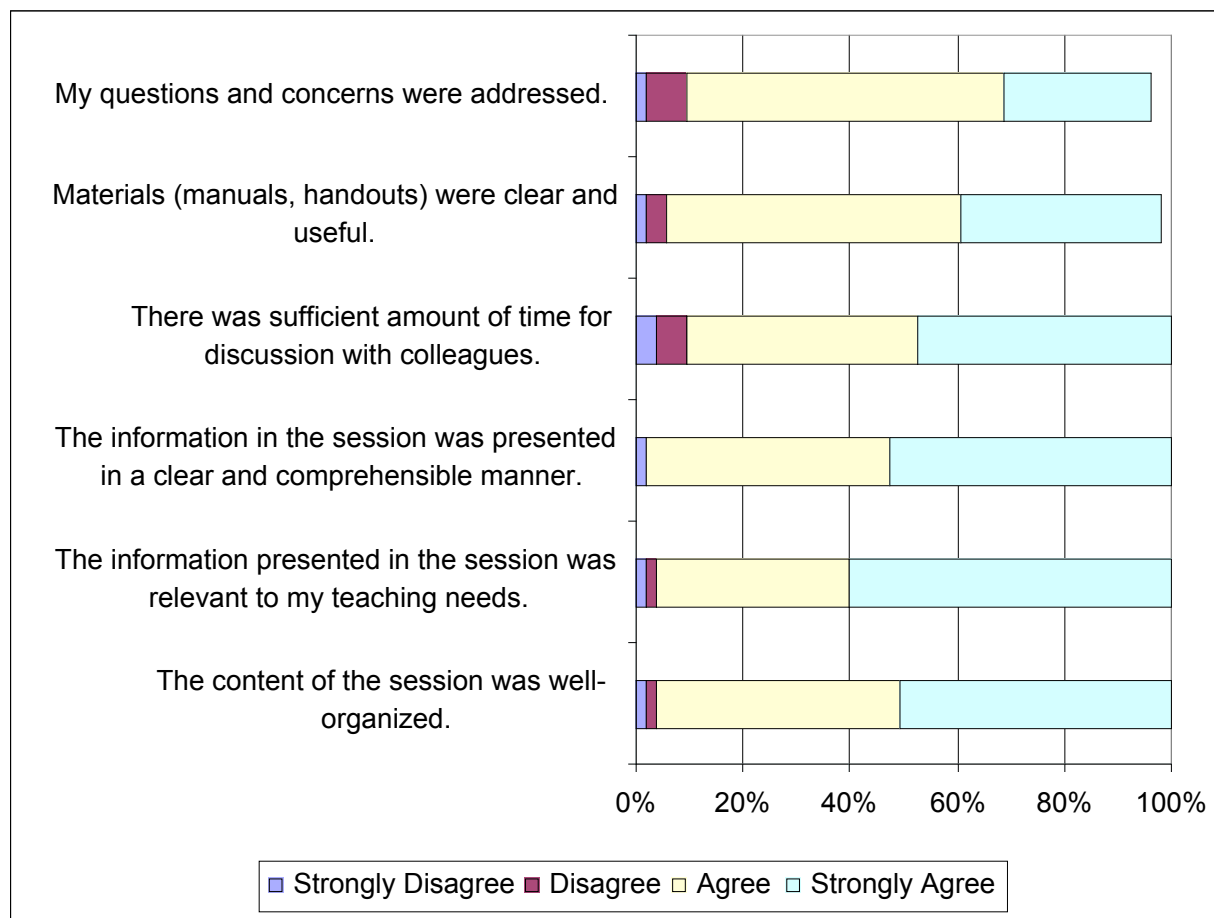 My questions and concerns were addressed.
Materials (manuals, handouts) were clear and
useful.
There was sufficient amount of time for
discussion with colleagues.
The information in the session was presented
in a clear and comprehensible manner.
The information presented in the session was
relevant to my teaching needs.
The content of the session was well-
organized.
0% 20% 40% 60% 80% 100%
Strongly Disagree Disagree Agree Strongly Agree